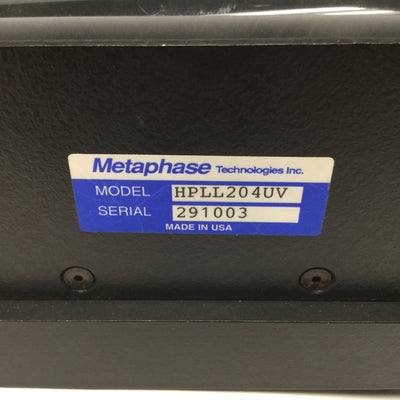 Metaphase Technologies Inc.
MODEL HPLL204UV
SERIAL 291003
MADE IN USA